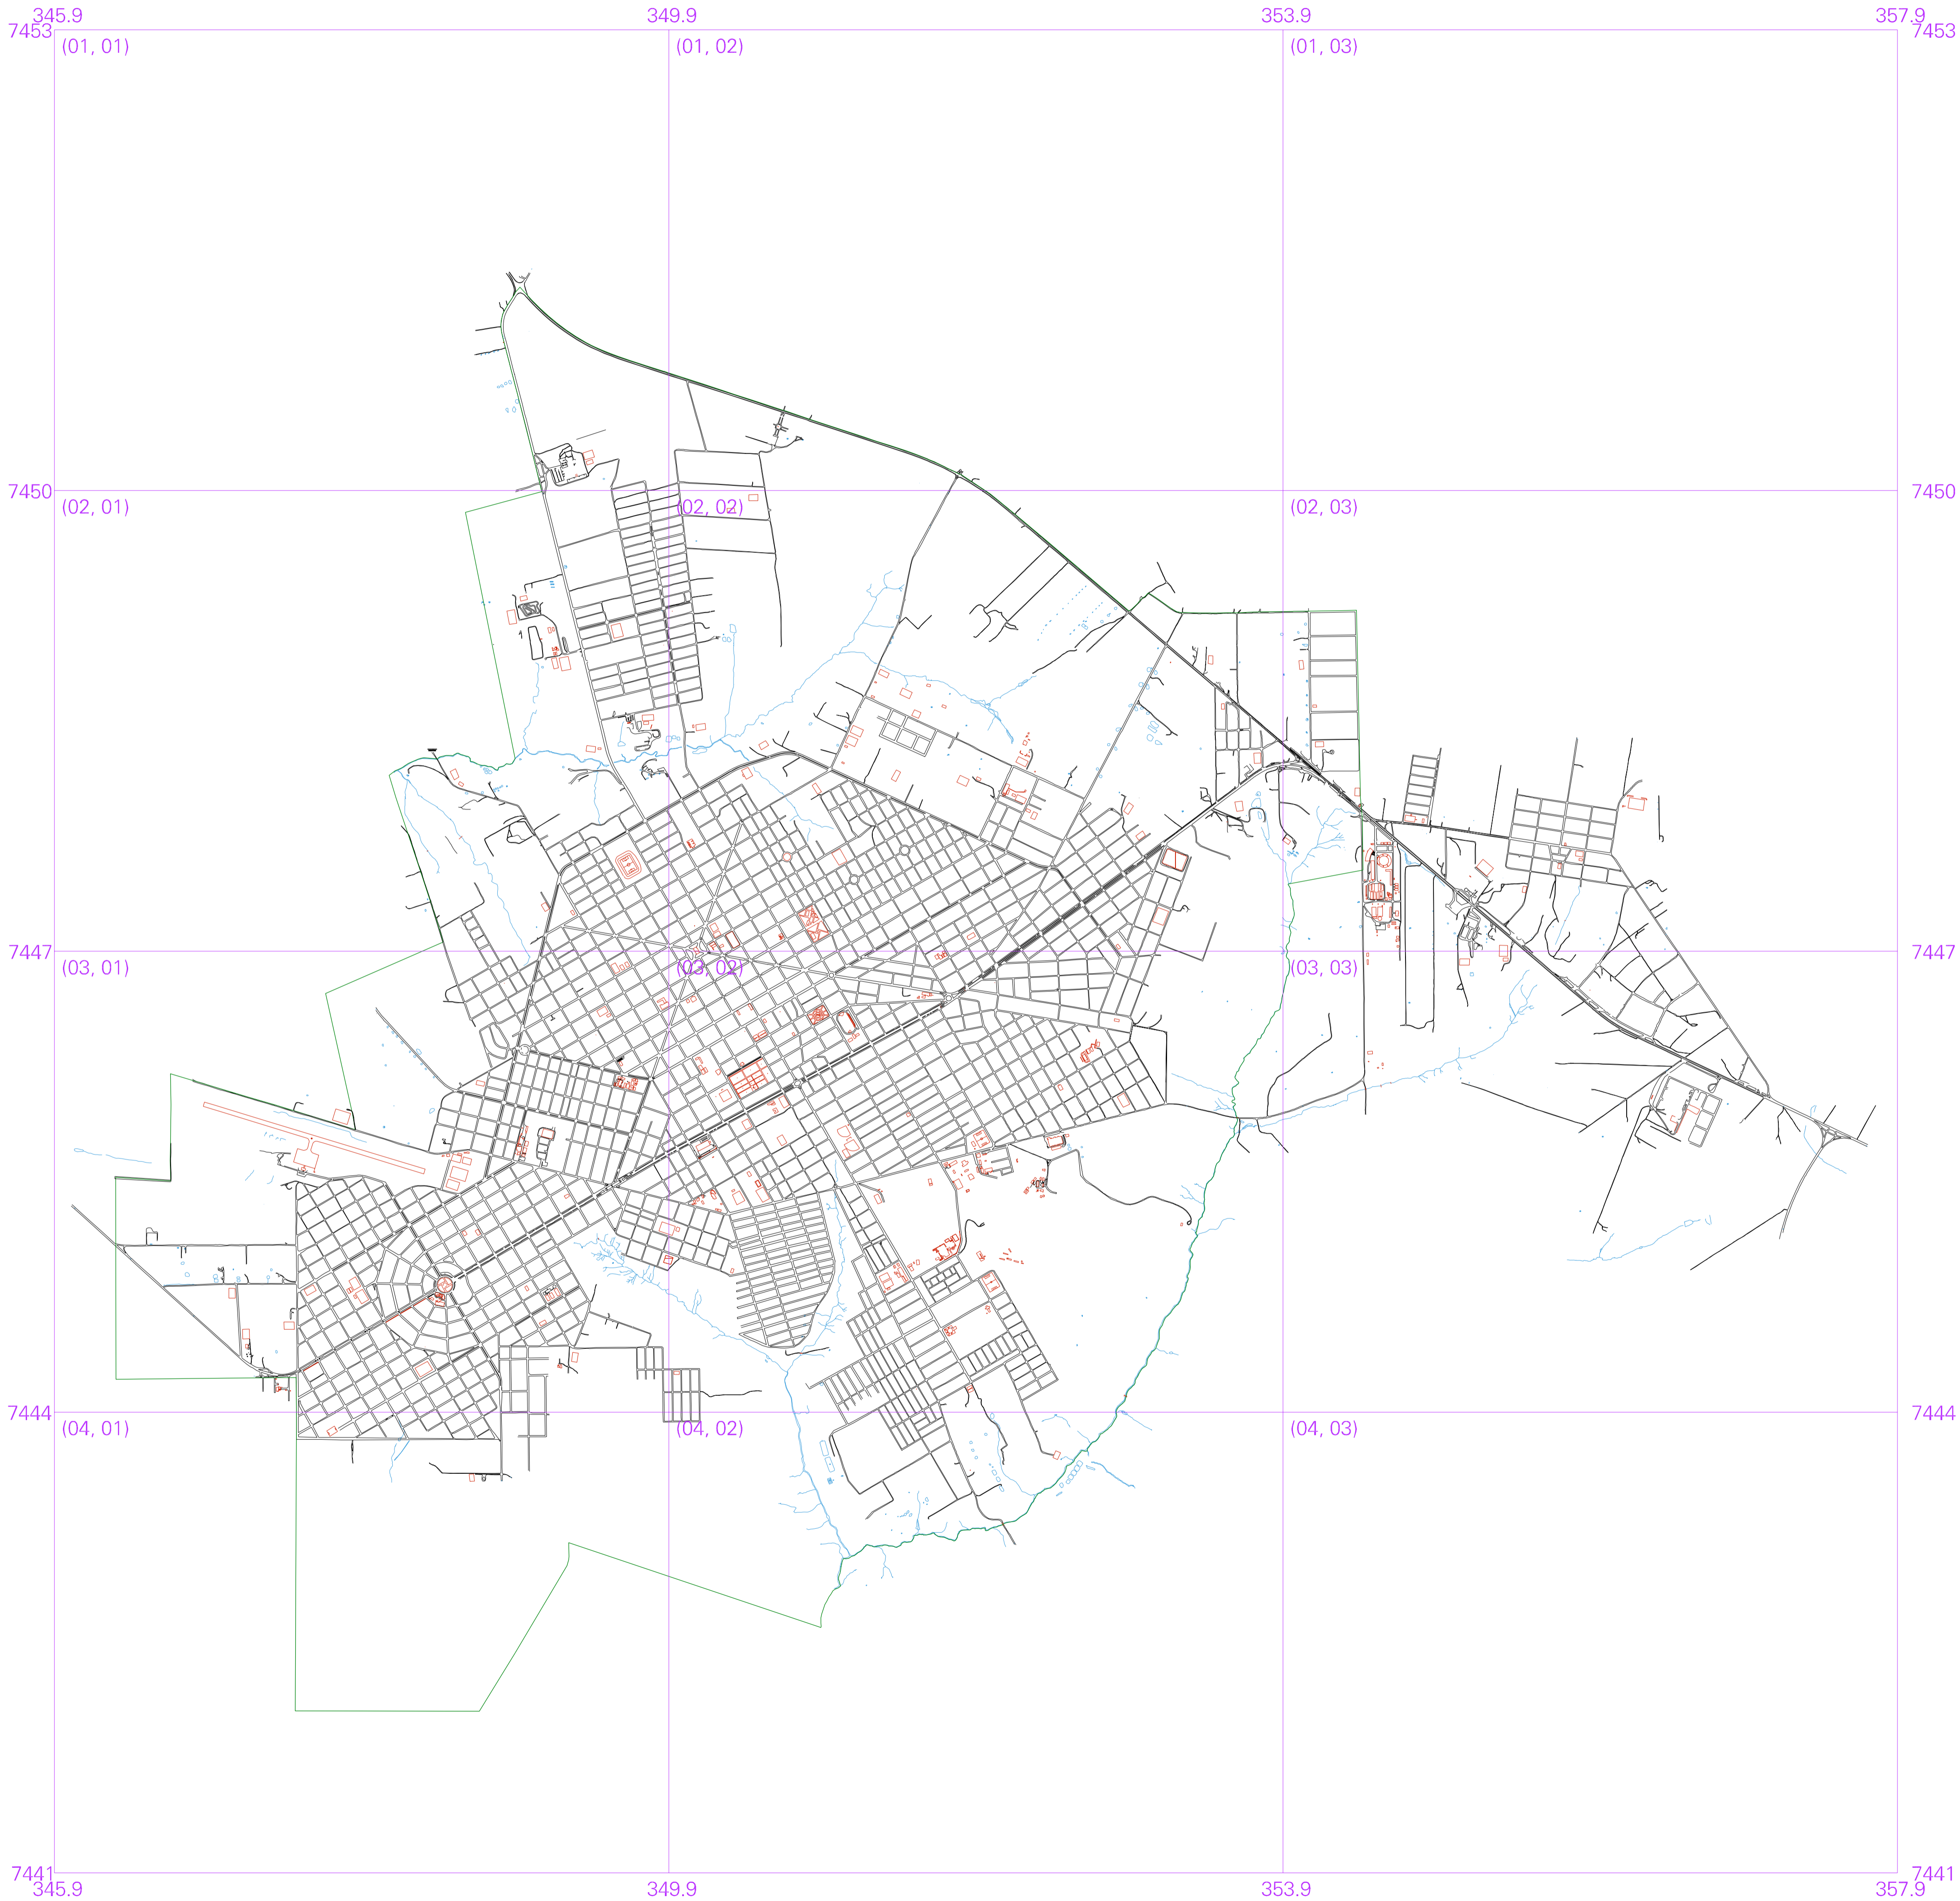 345.9 349.9 353.9 357.9
7453 7453
(01, 01) (01, 02) (01, 03)
7450 7450
(02, 01) (02, 02) (02, 03)
7447 7447
(03, 01) (03, 02) (03, 03)
7444 7444
(04, 01) (04, 02) (04, 03)
7441 7441
345.9 349.9 353.9 357.9